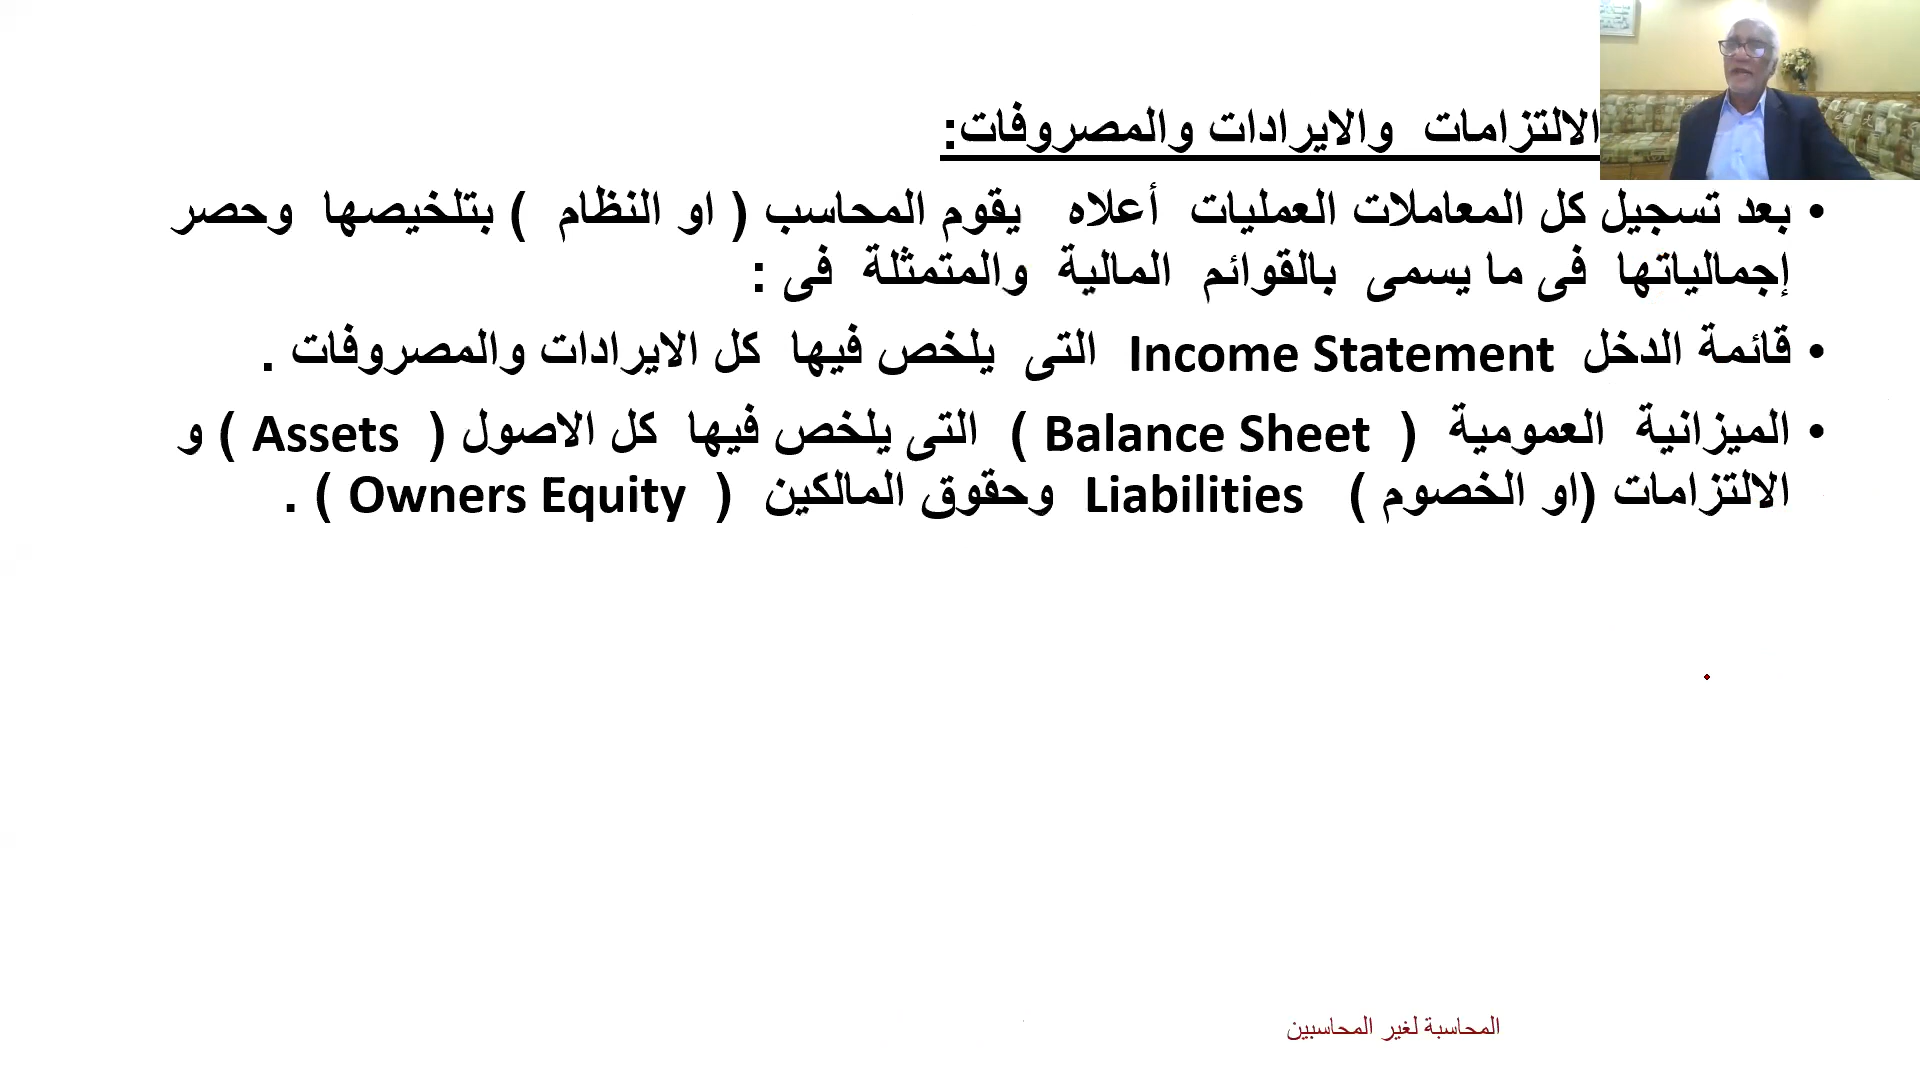 الالتزامات والايرادات والمصروفات:
• بعد تسجيل كل المعاملات العمليات أعلاه يقوم المحاسب ( او النظام ) بتلخيصها وحصر
إجمالياتها فى ما يسمى بالقوائم المالية والمتمثلة فى :
• قائمة الدخل Income Statement التى يلخص فيها كل الايرادات والمصروفات .
• الميزانية العمومية ( Balance Sheet ) التى يلخص فيها كل الاصول ( Assets ) و
الالتزامات (او الخصوم ) Liabilities وحقوق المالكين ( Owners Equity ) .
المحاسبة لغير المحاسبين